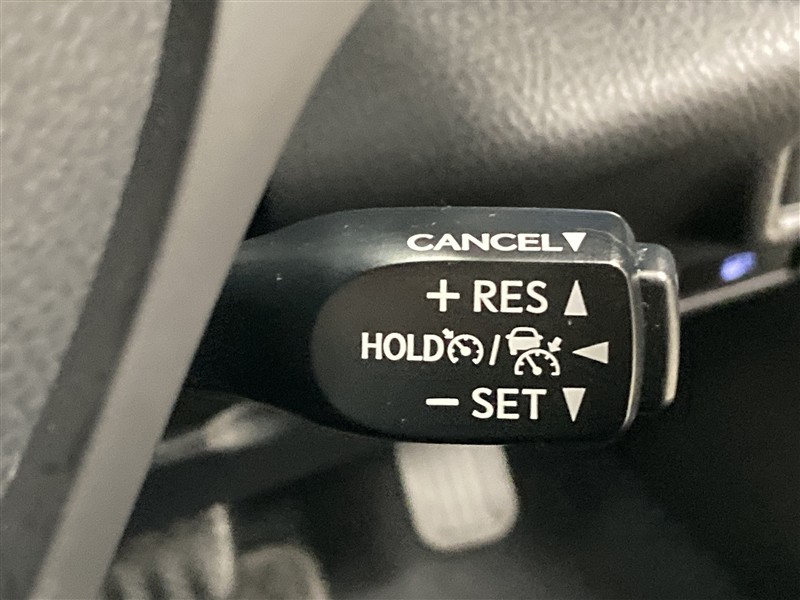 CANCEL▼
+ RES ▲
HOLD / ◀
− SET ▼